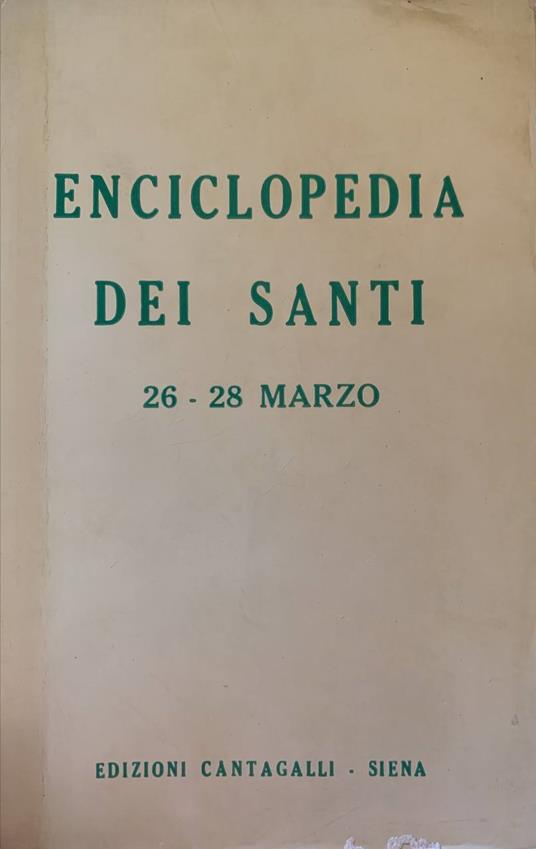 ENCICLOPEDIA
DEI SANTI
26 - 28 MARZO
EDIZIONI CANTAGALLI - SIENA